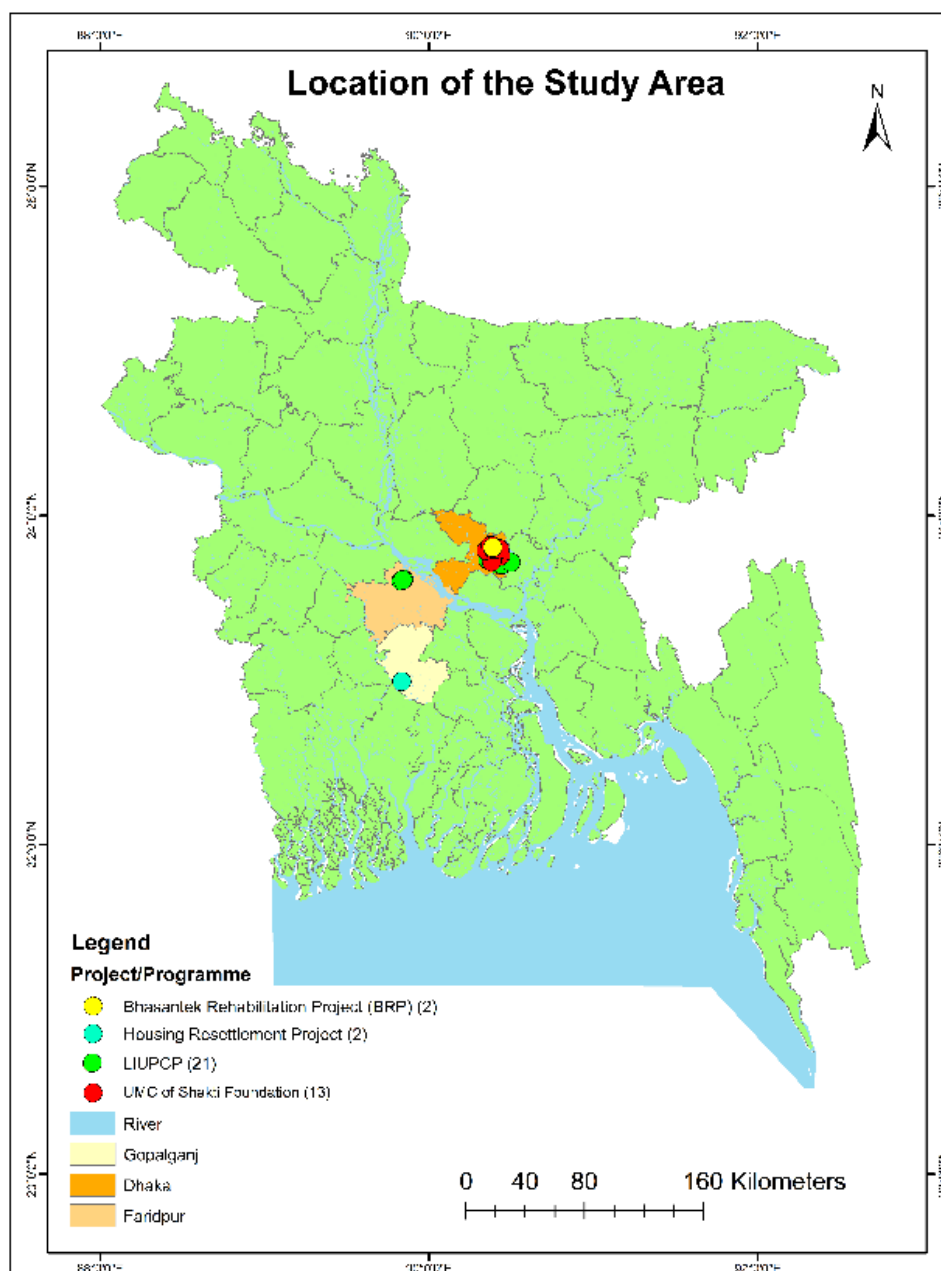 Location of the Study Area
N
Legend
Project/Programme
Bhasantek Rehabilitation Project (BRP) (2)
Housing Resettlement Project (2)
LIUPCP (21)
UMC of Shakti Foundation (13)
River
Gopalganj
Dhaka
Faridpur
0 40 80 160 Kilometers